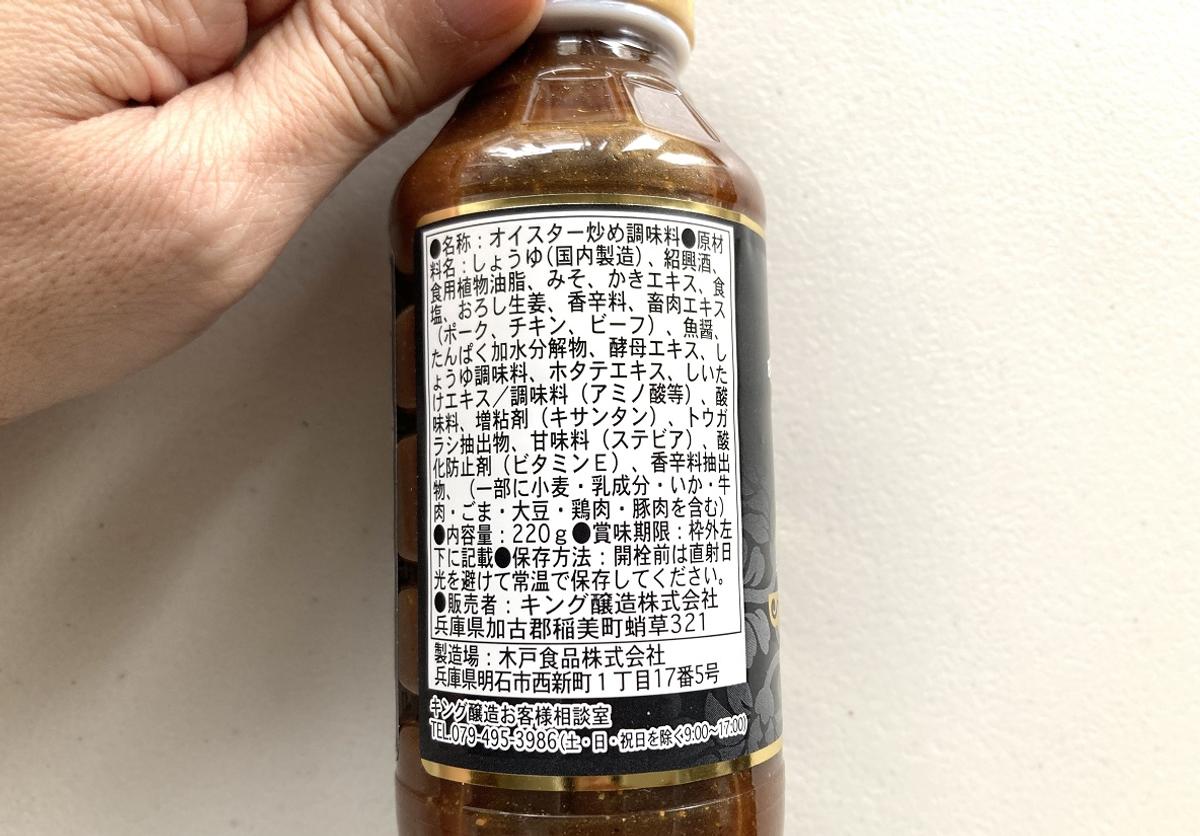 ●名称：オイスター炒め調味料●原材
料名：しょうゆ（国内製造）、紹興酒、
食用植物油脂、みそ、かきエキス、食
塩、おろし生姜、香辛料、畜肉エキス
（ポーク、チキン、ビーフ）、魚醤、
たんぱく加水分解物、酵母エキス、し
ょうゆ調味料、ホタテエキス、しいた
けエキス／調味料（アミノ酸等）、酸
味料、増粘剤（キサンタン）、トウガ
ラシ抽出物、甘味料（ステビア）、酸
化防止剤（ビタミンE）、香辛料抽出
物、（一部に小麦・乳成分・いか・牛
肉・ごま・大豆・鶏肉・豚肉を含む）
●内容量：220ｇ●賞味期限：枠外左
下に記載●保存方法：開栓前は直射日
光を避けて常温で保存してください。
●販売者：キング醸造株式会社
兵庫県加古郡稲美町蛸草321
製造場：木戸食品株式会社
兵庫県明石市西新町1丁目17番5号
キング醸造お客様相談室
TEL.079-495-3986(土・日・祝日を除く9:00～17:00)